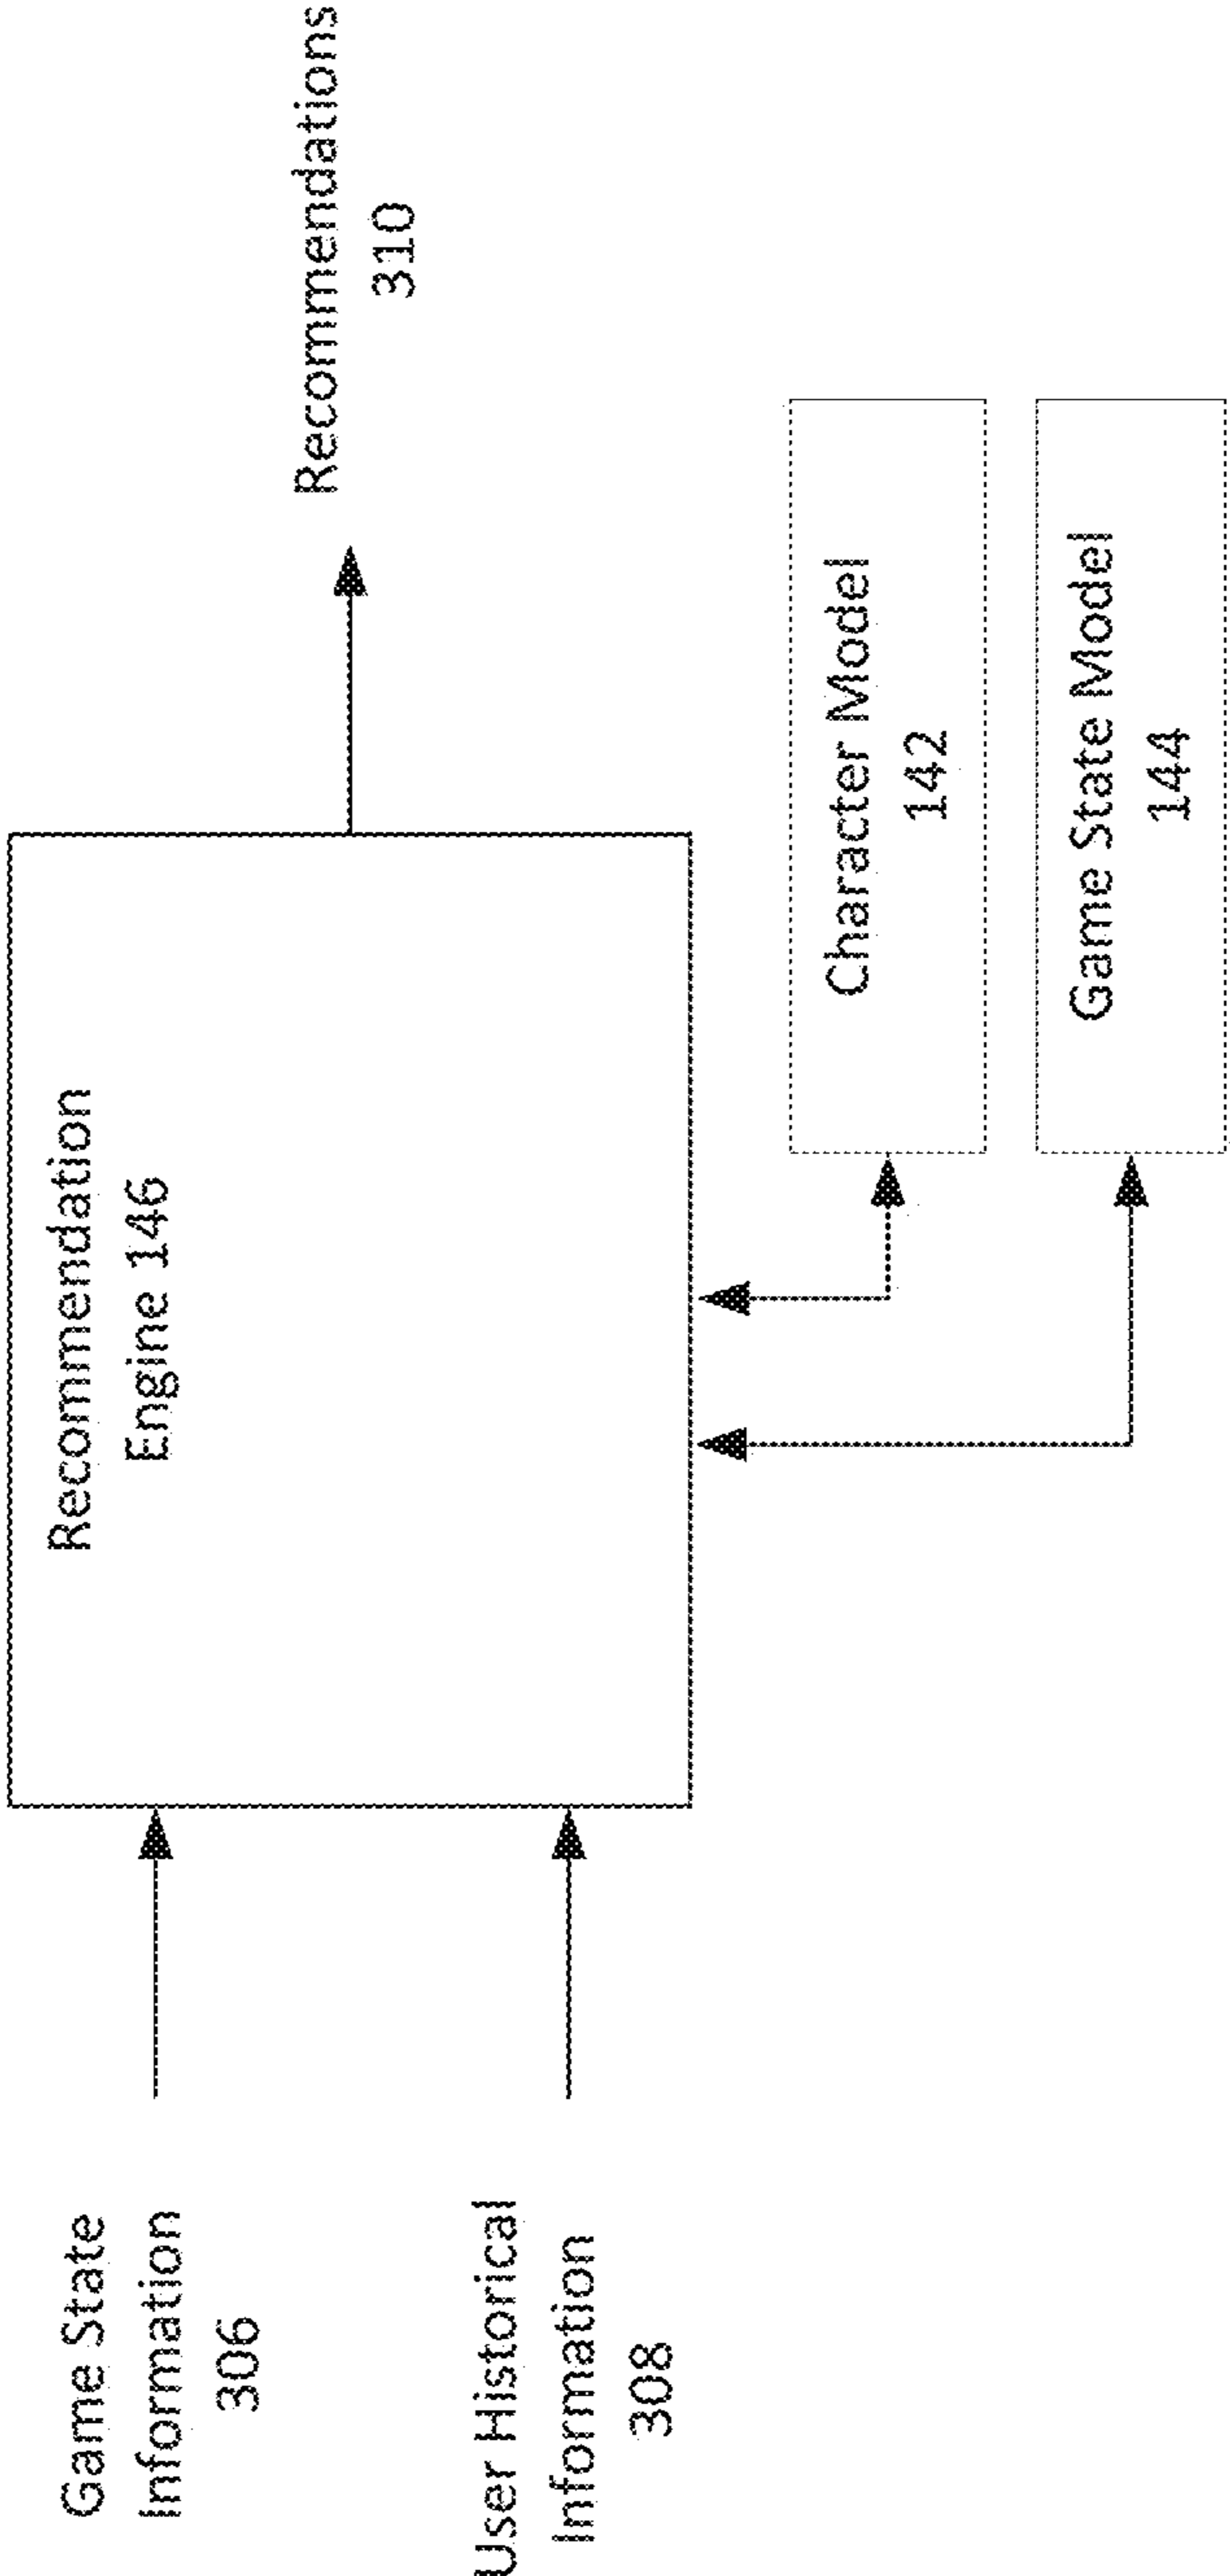 Game State
Information
306
User Historical
Information
308
Recommendation
Engine 146
Recommendations
310
Character Model
142
Game State Model
144